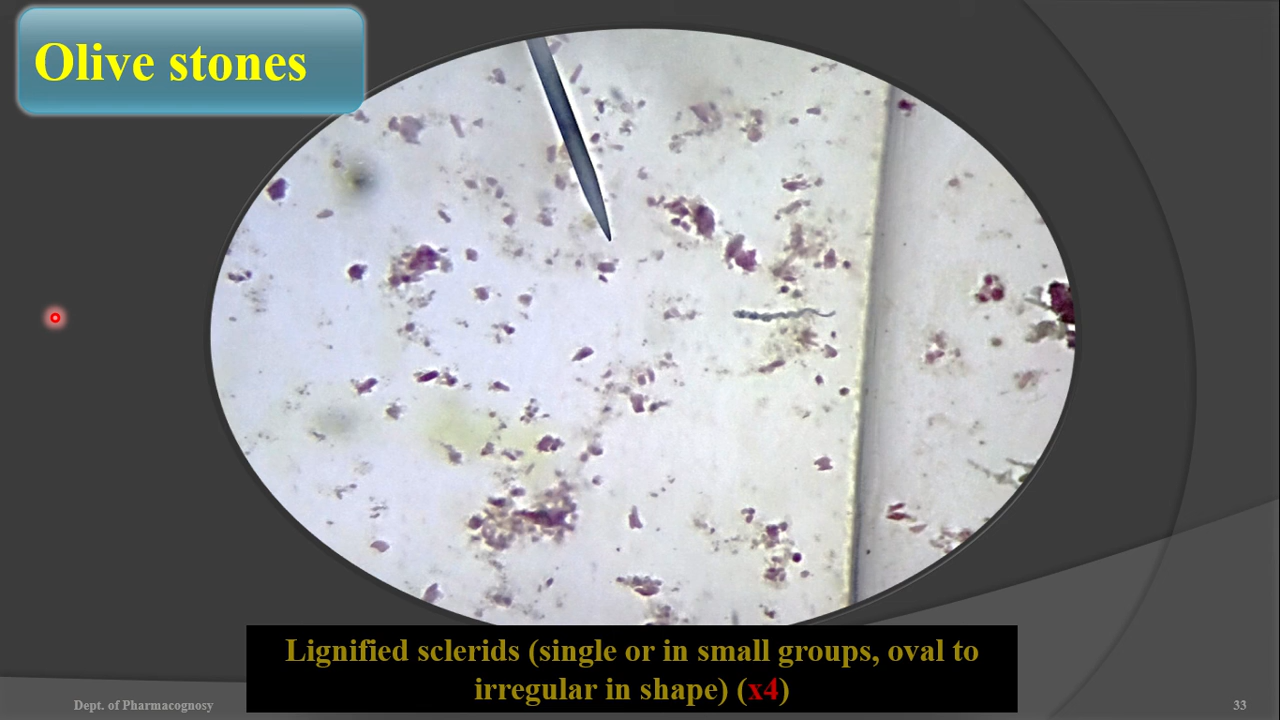 Olive stones
Lignified sclerids (single or in small groups, oval to
irregular in shape) (x4)
Dept. of Pharmacognosy
33